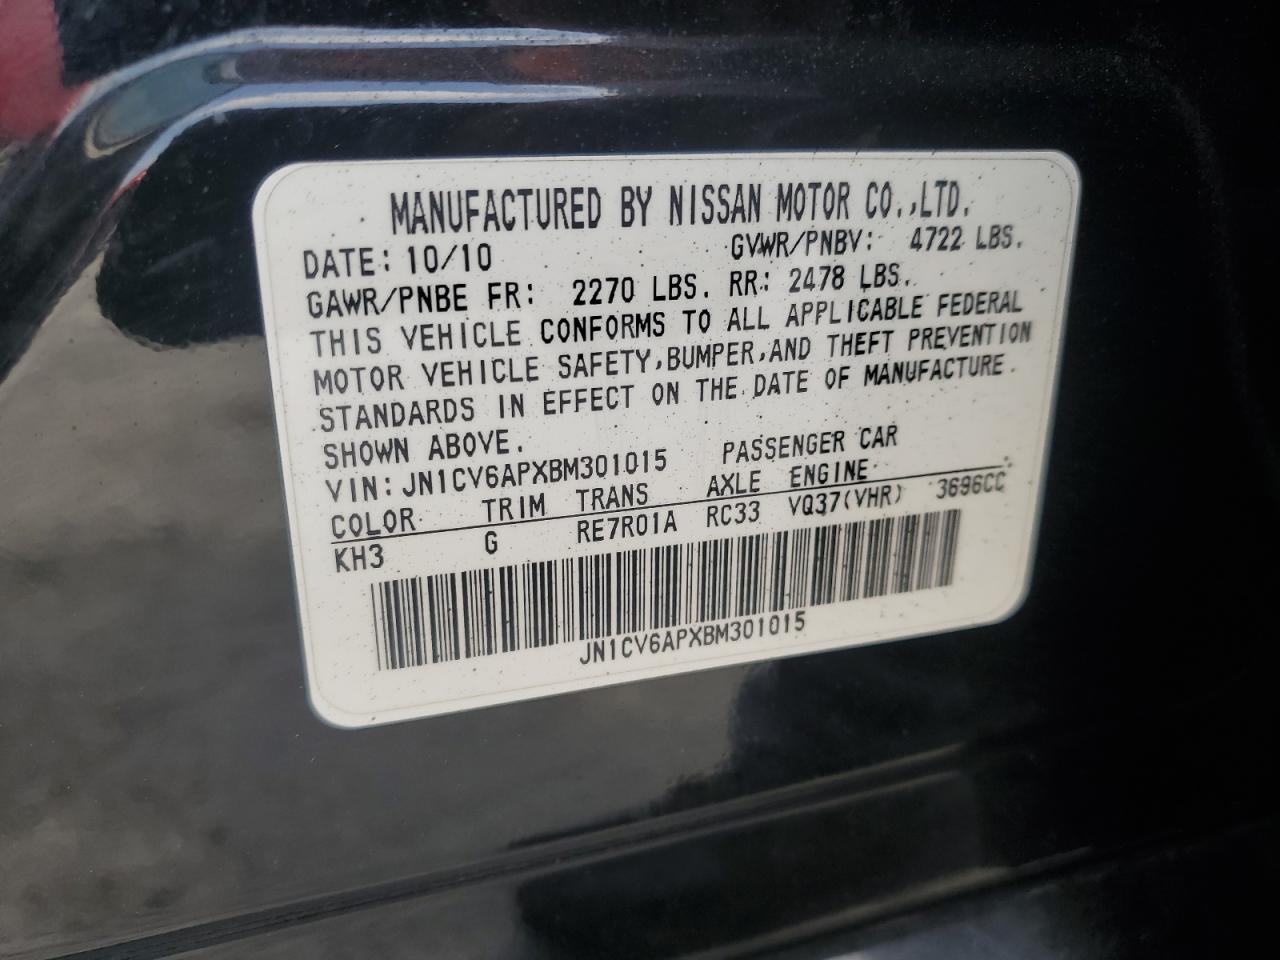 MANUFACTURED BY NISSAN MOTOR CO.,LTD.
DATE: 10/10 GVWR/PNBV: 4722 LBS.
GAWR/PNBE FR: 2270 LBS. RR: 2478 LBS.
THIS VEHICLE CONFORMS TO ALL APPLICABLE FEDERAL
MOTOR VEHICLE SAFETY,BUMPER,AND THEFT PREVENTION
STANDARDS IN EFFECT ON THE DATE OF MANUFACTURE
SHOWN ABOVE.
VIN: JN1CV6APXBM301015 PASSENGER CAR
COLOR TRIM TRANS AXLE ENGINE
KH3 G RE7R01A RC33 VQ37(VHR) 3696CC
JN1CV6APXBM301015